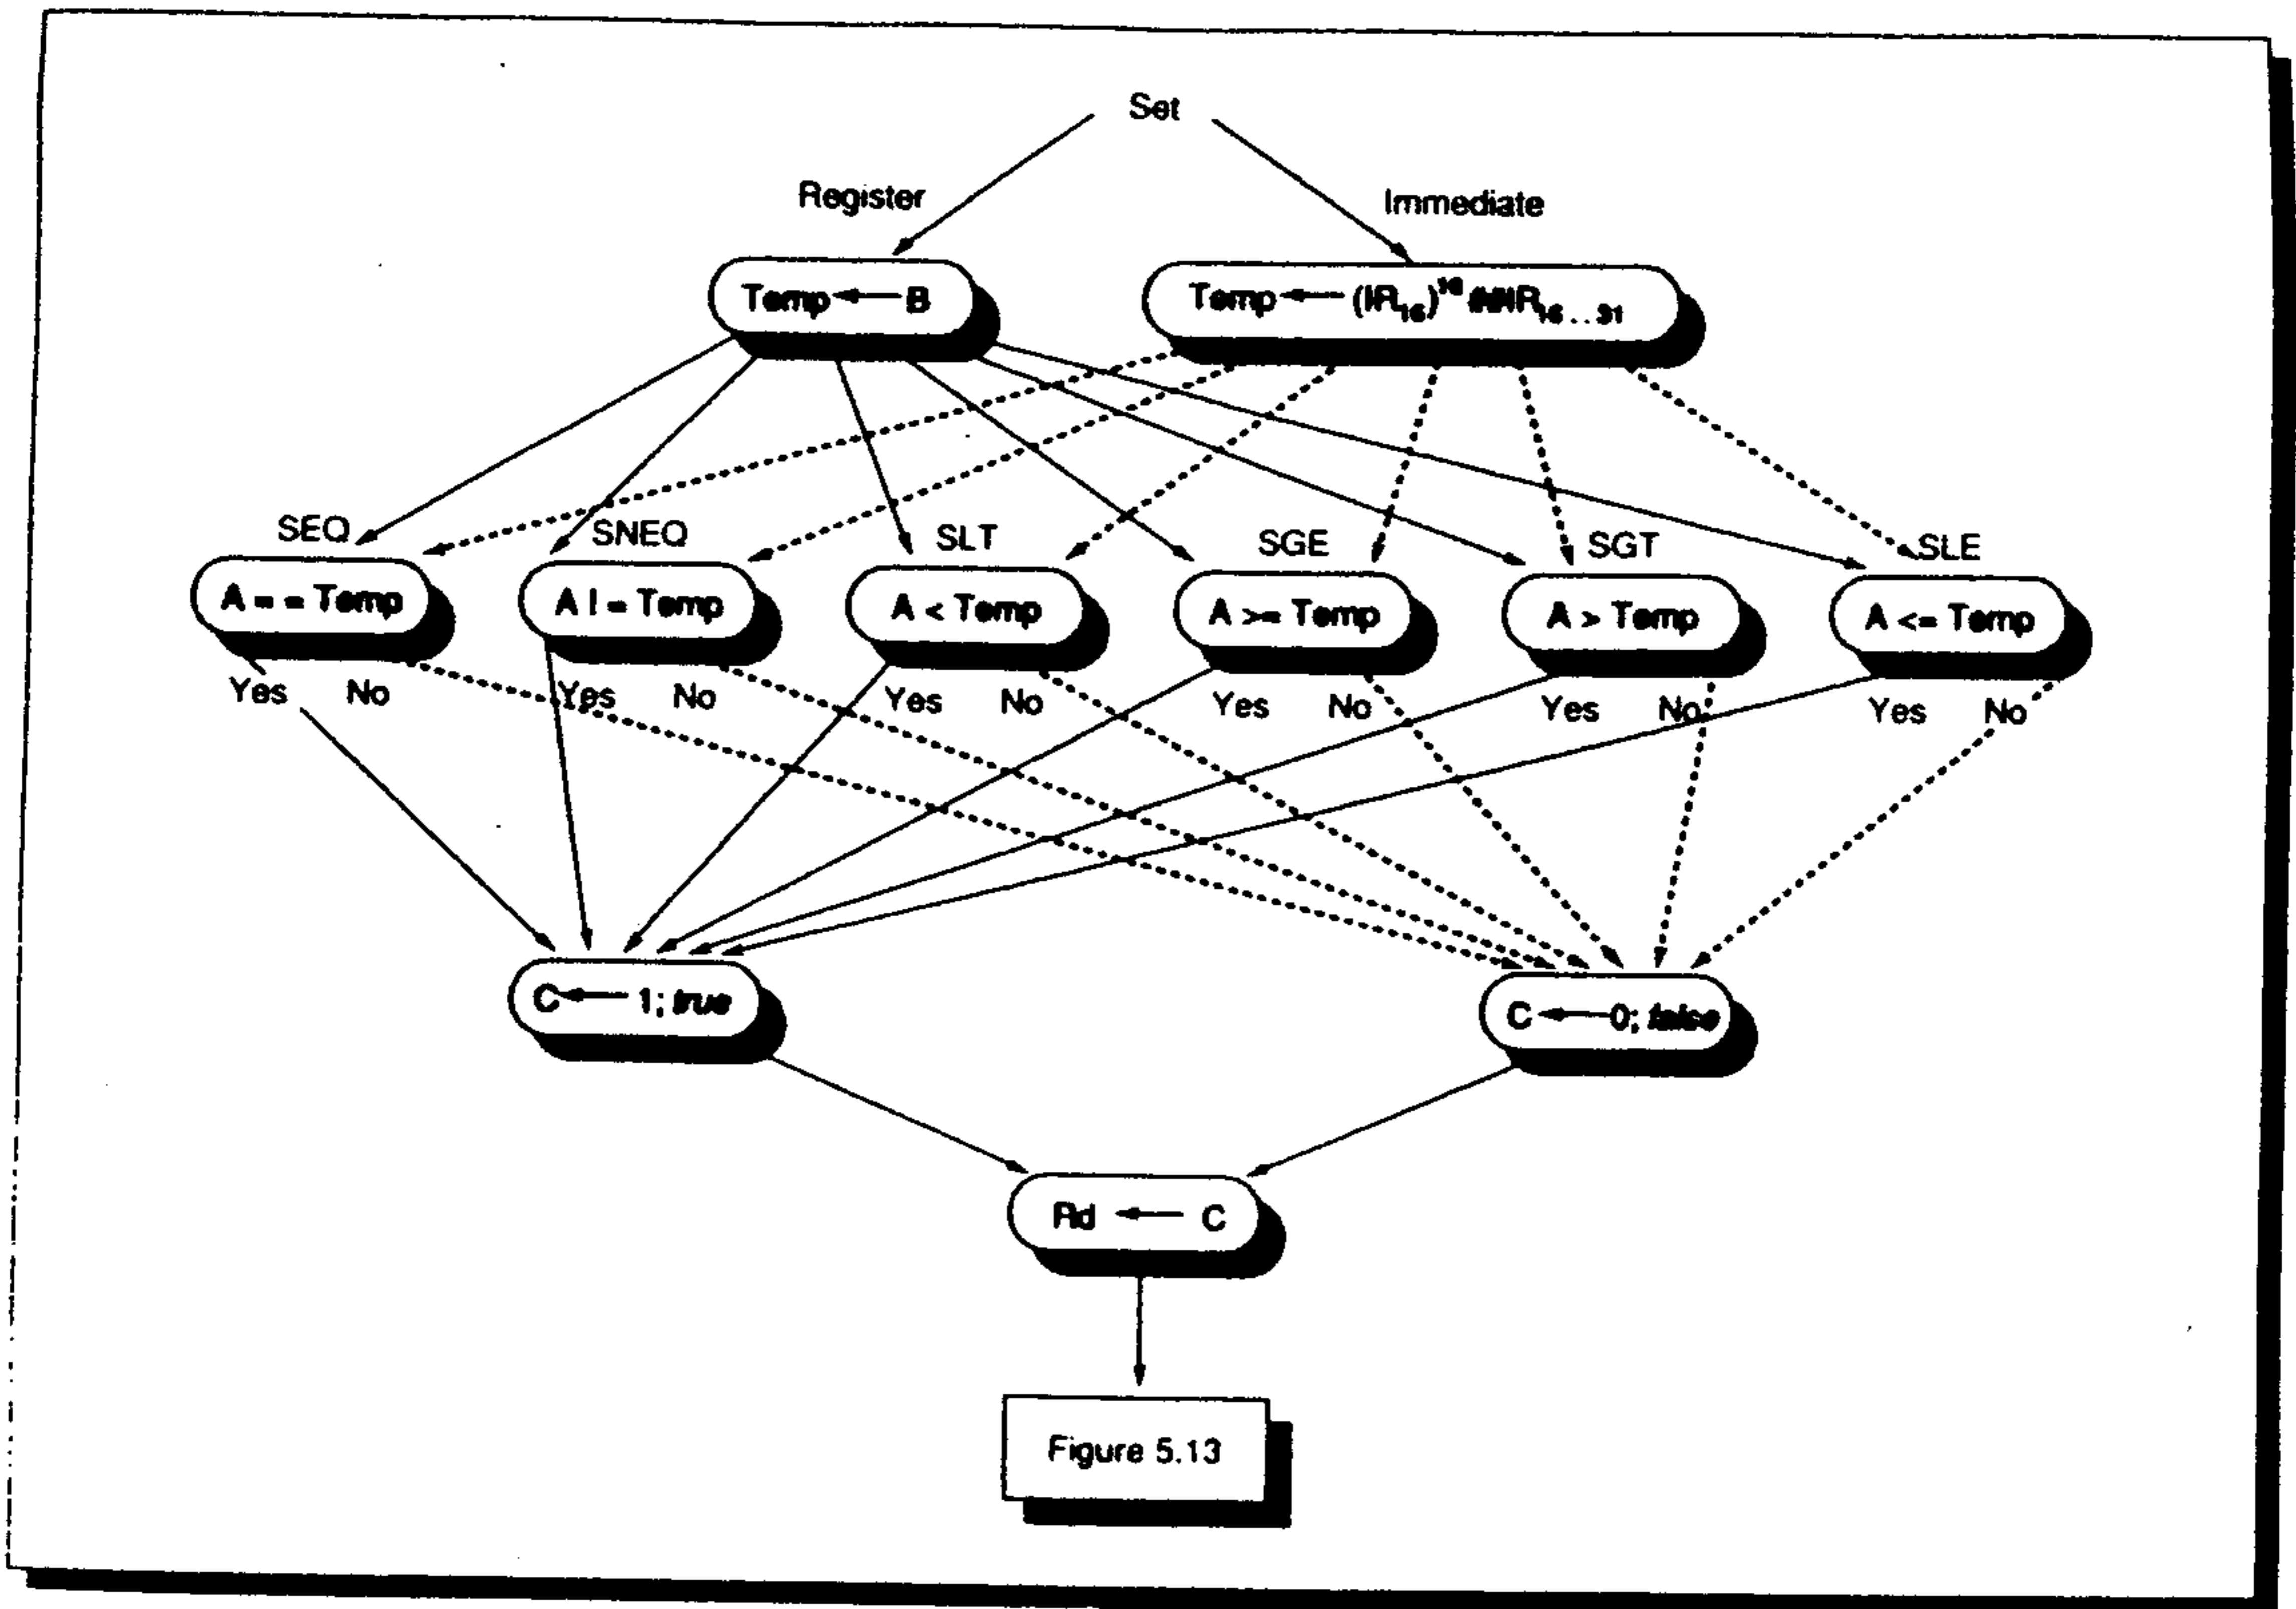 Set
Register
Immediate
Temp ← B
Temp ← (IR₁₆)¹⁶ ##IR₁₆...₃₁
SEQ
SNEQ
SLT
SGE
SGT
SLE
A = = Temp
A ! = Temp
A < Temp
A >= Temp
A > Temp
A <= Temp
Yes No
Yes No
Yes No
Yes No
Yes No
Yes No
C ← 1; true
C ← 0; false
Rd ← C
Figure 5.13